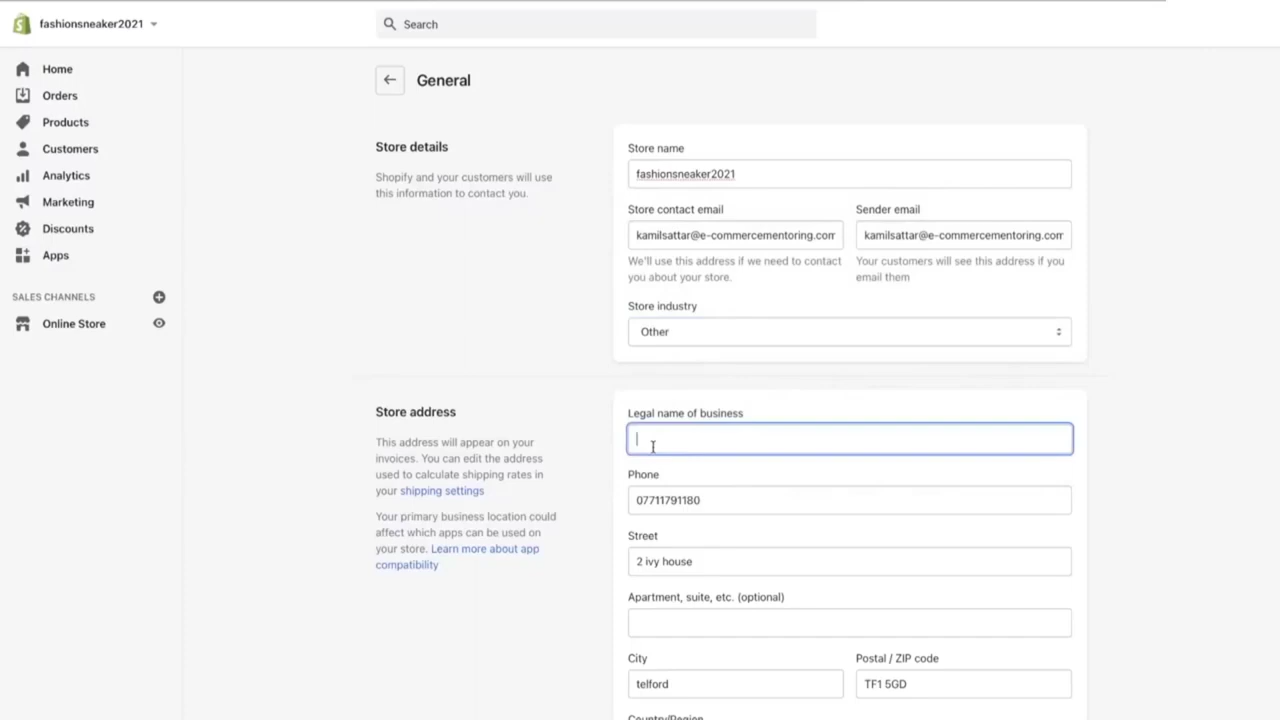 fashionsneaker2021
Search
Home
Orders
Products
Customers
Analytics
Marketing
Discounts
Apps
SALES CHANNELS
Online Store
General
Store details
Shopify and your customers will use
this information to contact you.
Store name
fashionsneaker2021
Store contact email
kamilsattar@e-commercementoring.com
We'll use this address if we need to contact
you about your store.
Sender email
kamilsattar@e-commercementoring.com
Your customers will see this address if you
email them
Store industry
Other
Store address
This address will appear on your
invoices. You can edit the address
used to calculate shipping rates in
your shipping settings
Your primary business location could
affect which apps can be used on
your store. Learn more about app
compatibility
Legal name of business
Phone
07711791180
Street
2 ivy house
Apartment, suite, etc. (optional)
City
telford
Postal / ZIP code
TF1 5GD
Country/Region